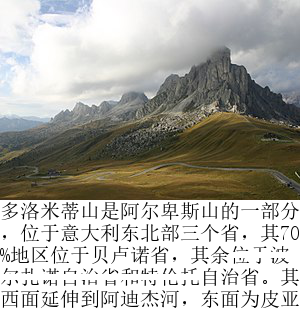 多洛米蒂山是阿尔卑斯山的一部分
，位于意大利东北部三个省，其70
%地区位于贝卢诺省，其余位于波
尔扎诺自治省和特伦托自治省。其
西面延伸到阿迪杰河，东面为皮亚